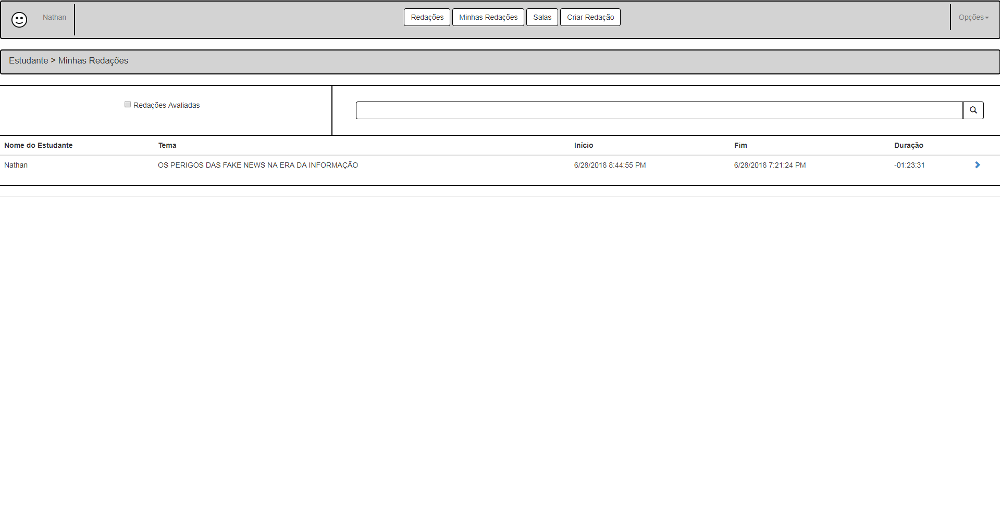 Nathan
Redações Minhas Redações Salas Criar Redação
Opções
Estudante > Minhas Redações
Redações Avaliadas
Nome do Estudante Tema Início Fim Duração
Nathan OS PERIGOS DAS FAKE NEWS NA ERA DA INFORMAÇÃO 6/28/2018 8:44:55 PM 6/28/2018 7:21:24 PM -01:23:31